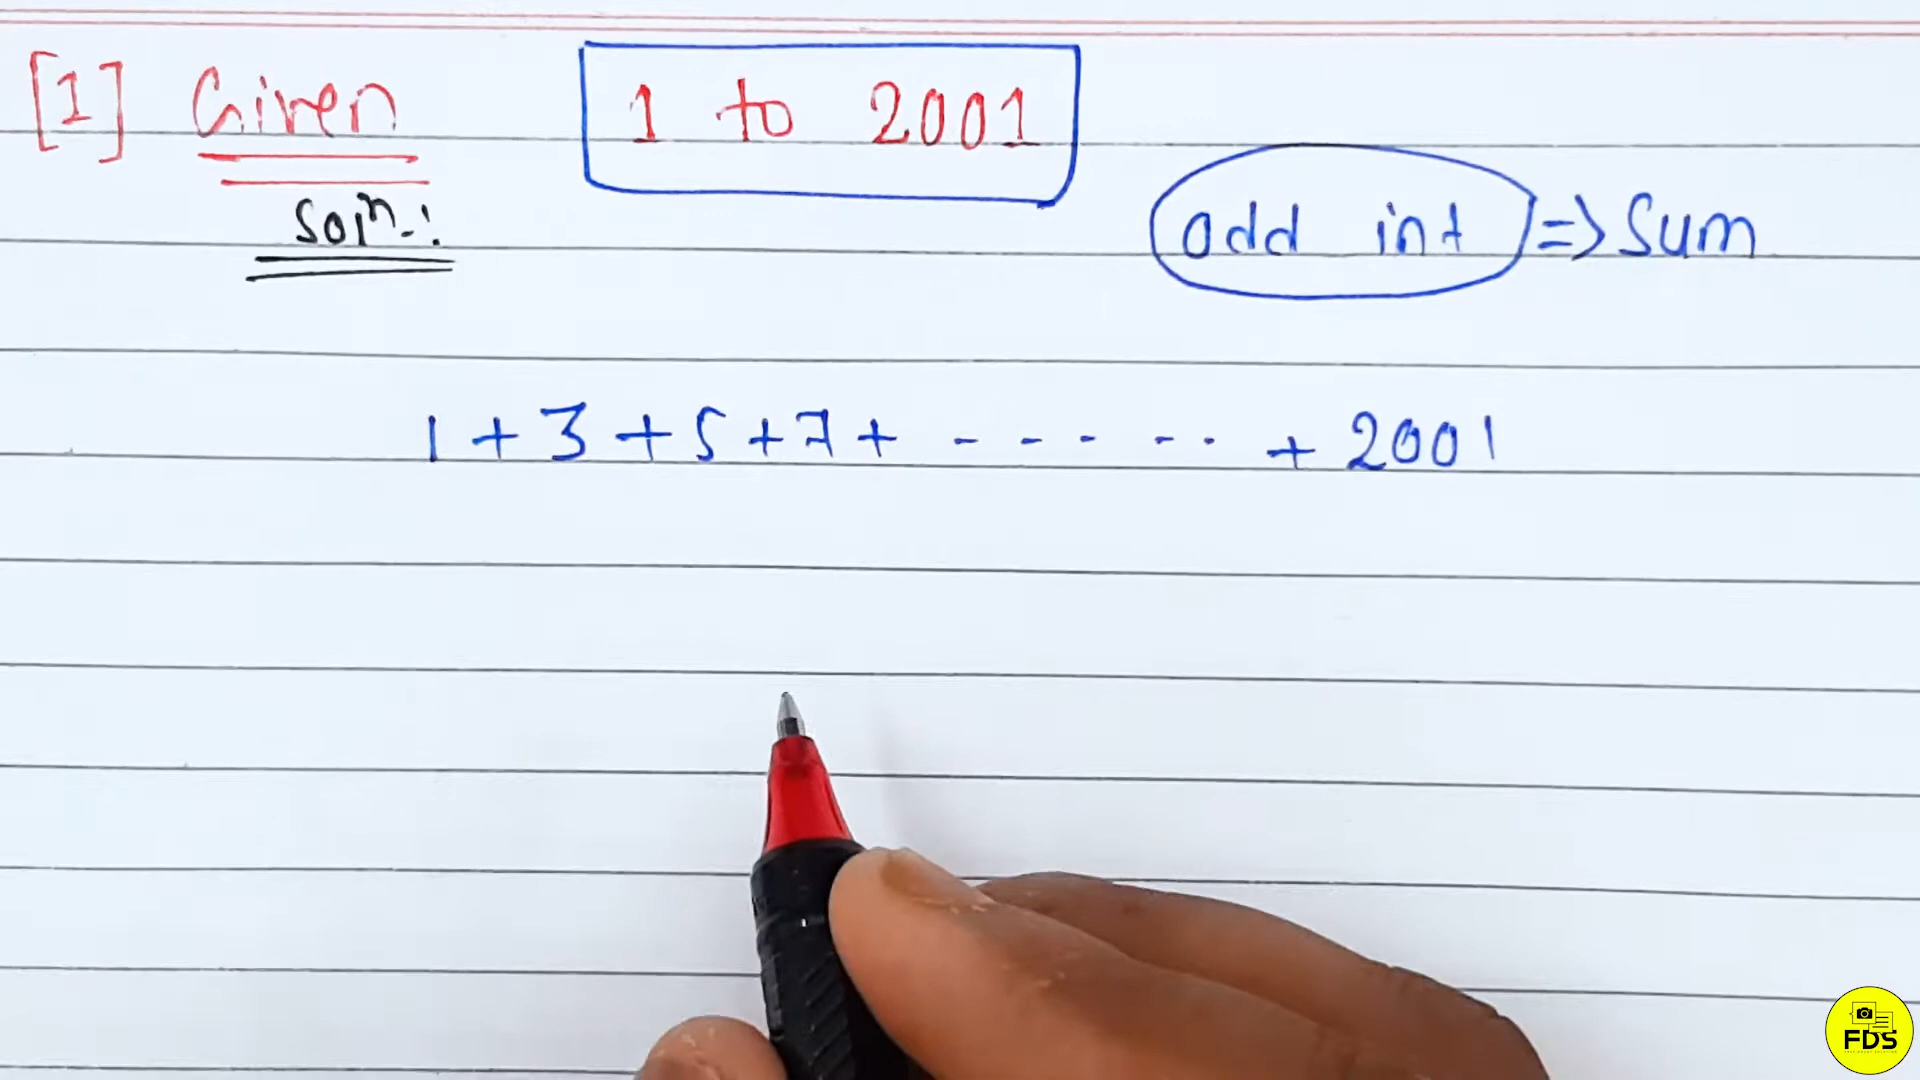 [1] Given 1 to 2001
Soln.:
odd int => Sum
1 + 3 + 5 + 7 + - - - - - + 2001
FDS